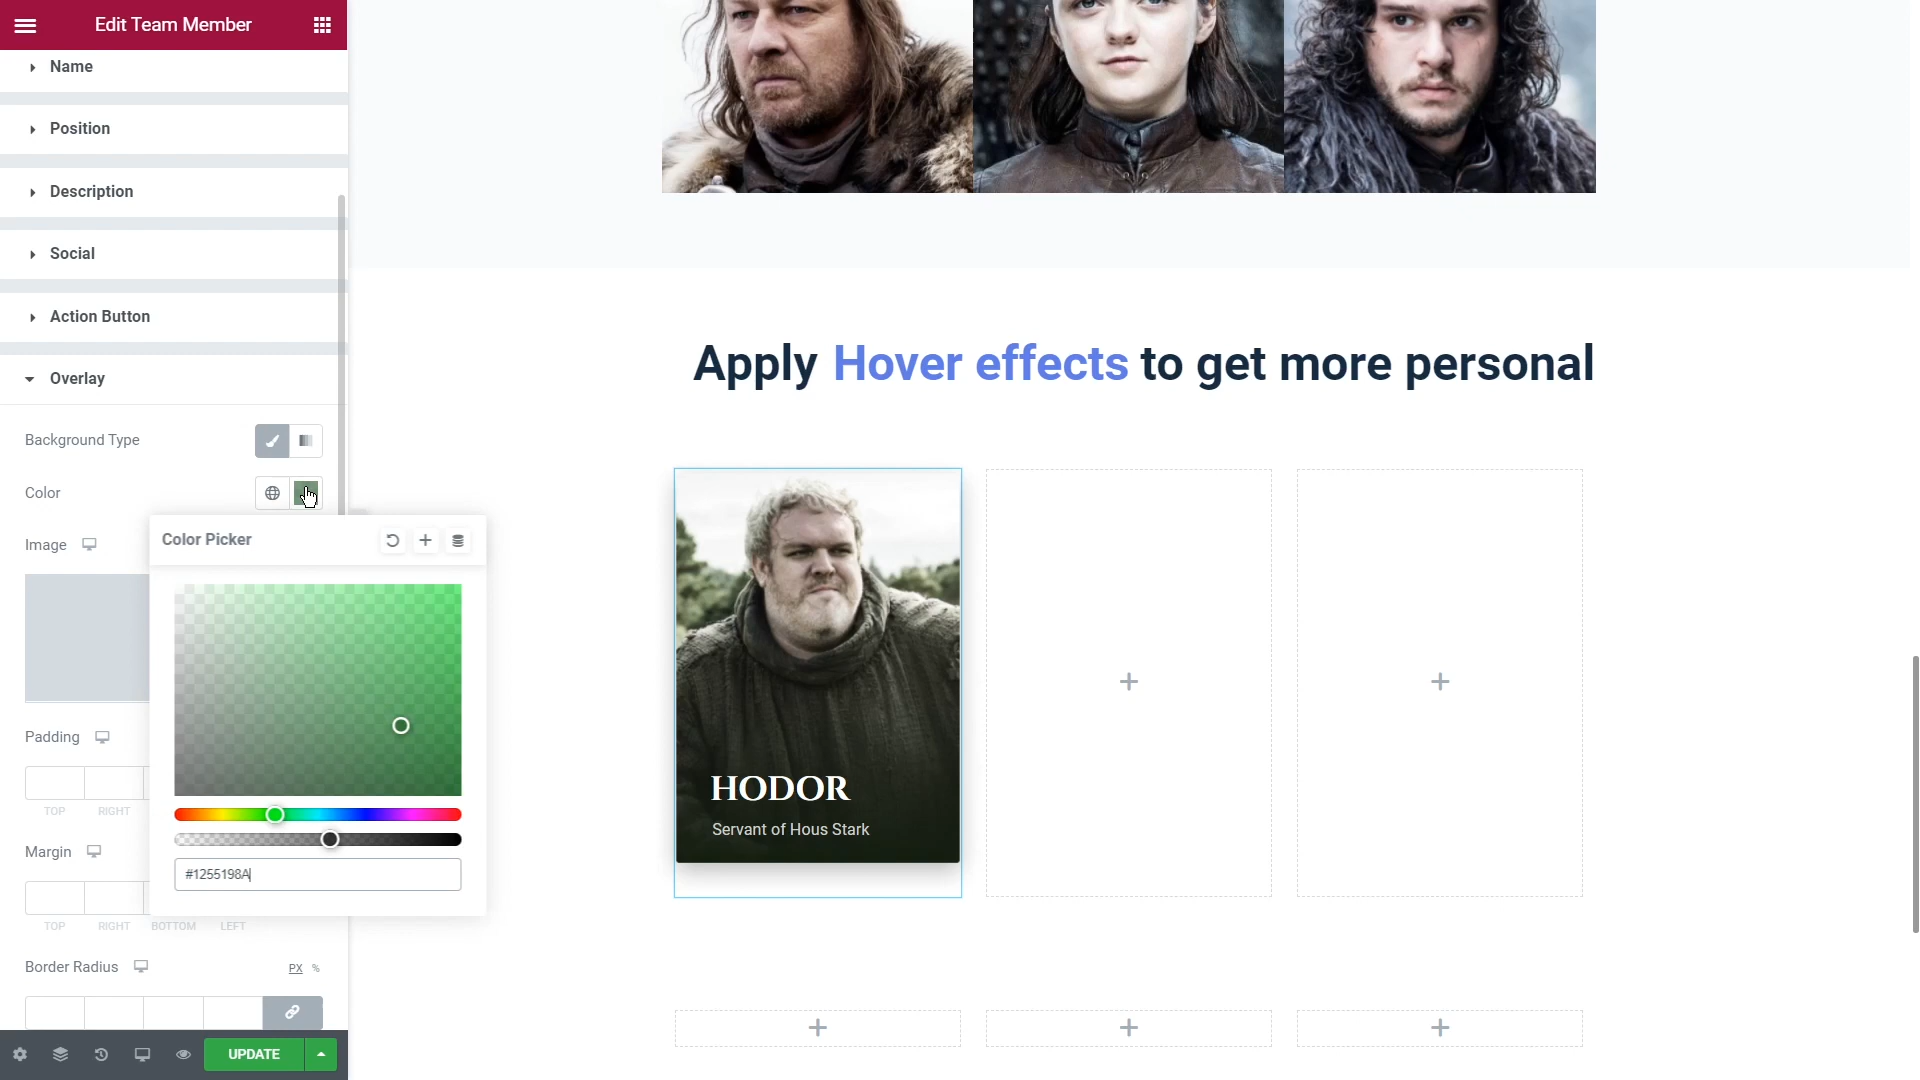 Edit Team Member
Name
Position
Description
Social
Action Button
Overlay
Background Type
Color
Color Picker
Image
#1255198A
Padding
TOP RIGHT
Margin
TOP RIGHT BOTTOM LEFT
Border Radius PX %
UPDATE
Apply Hover effects to get more personal
HODOR
Servant of Hous Stark